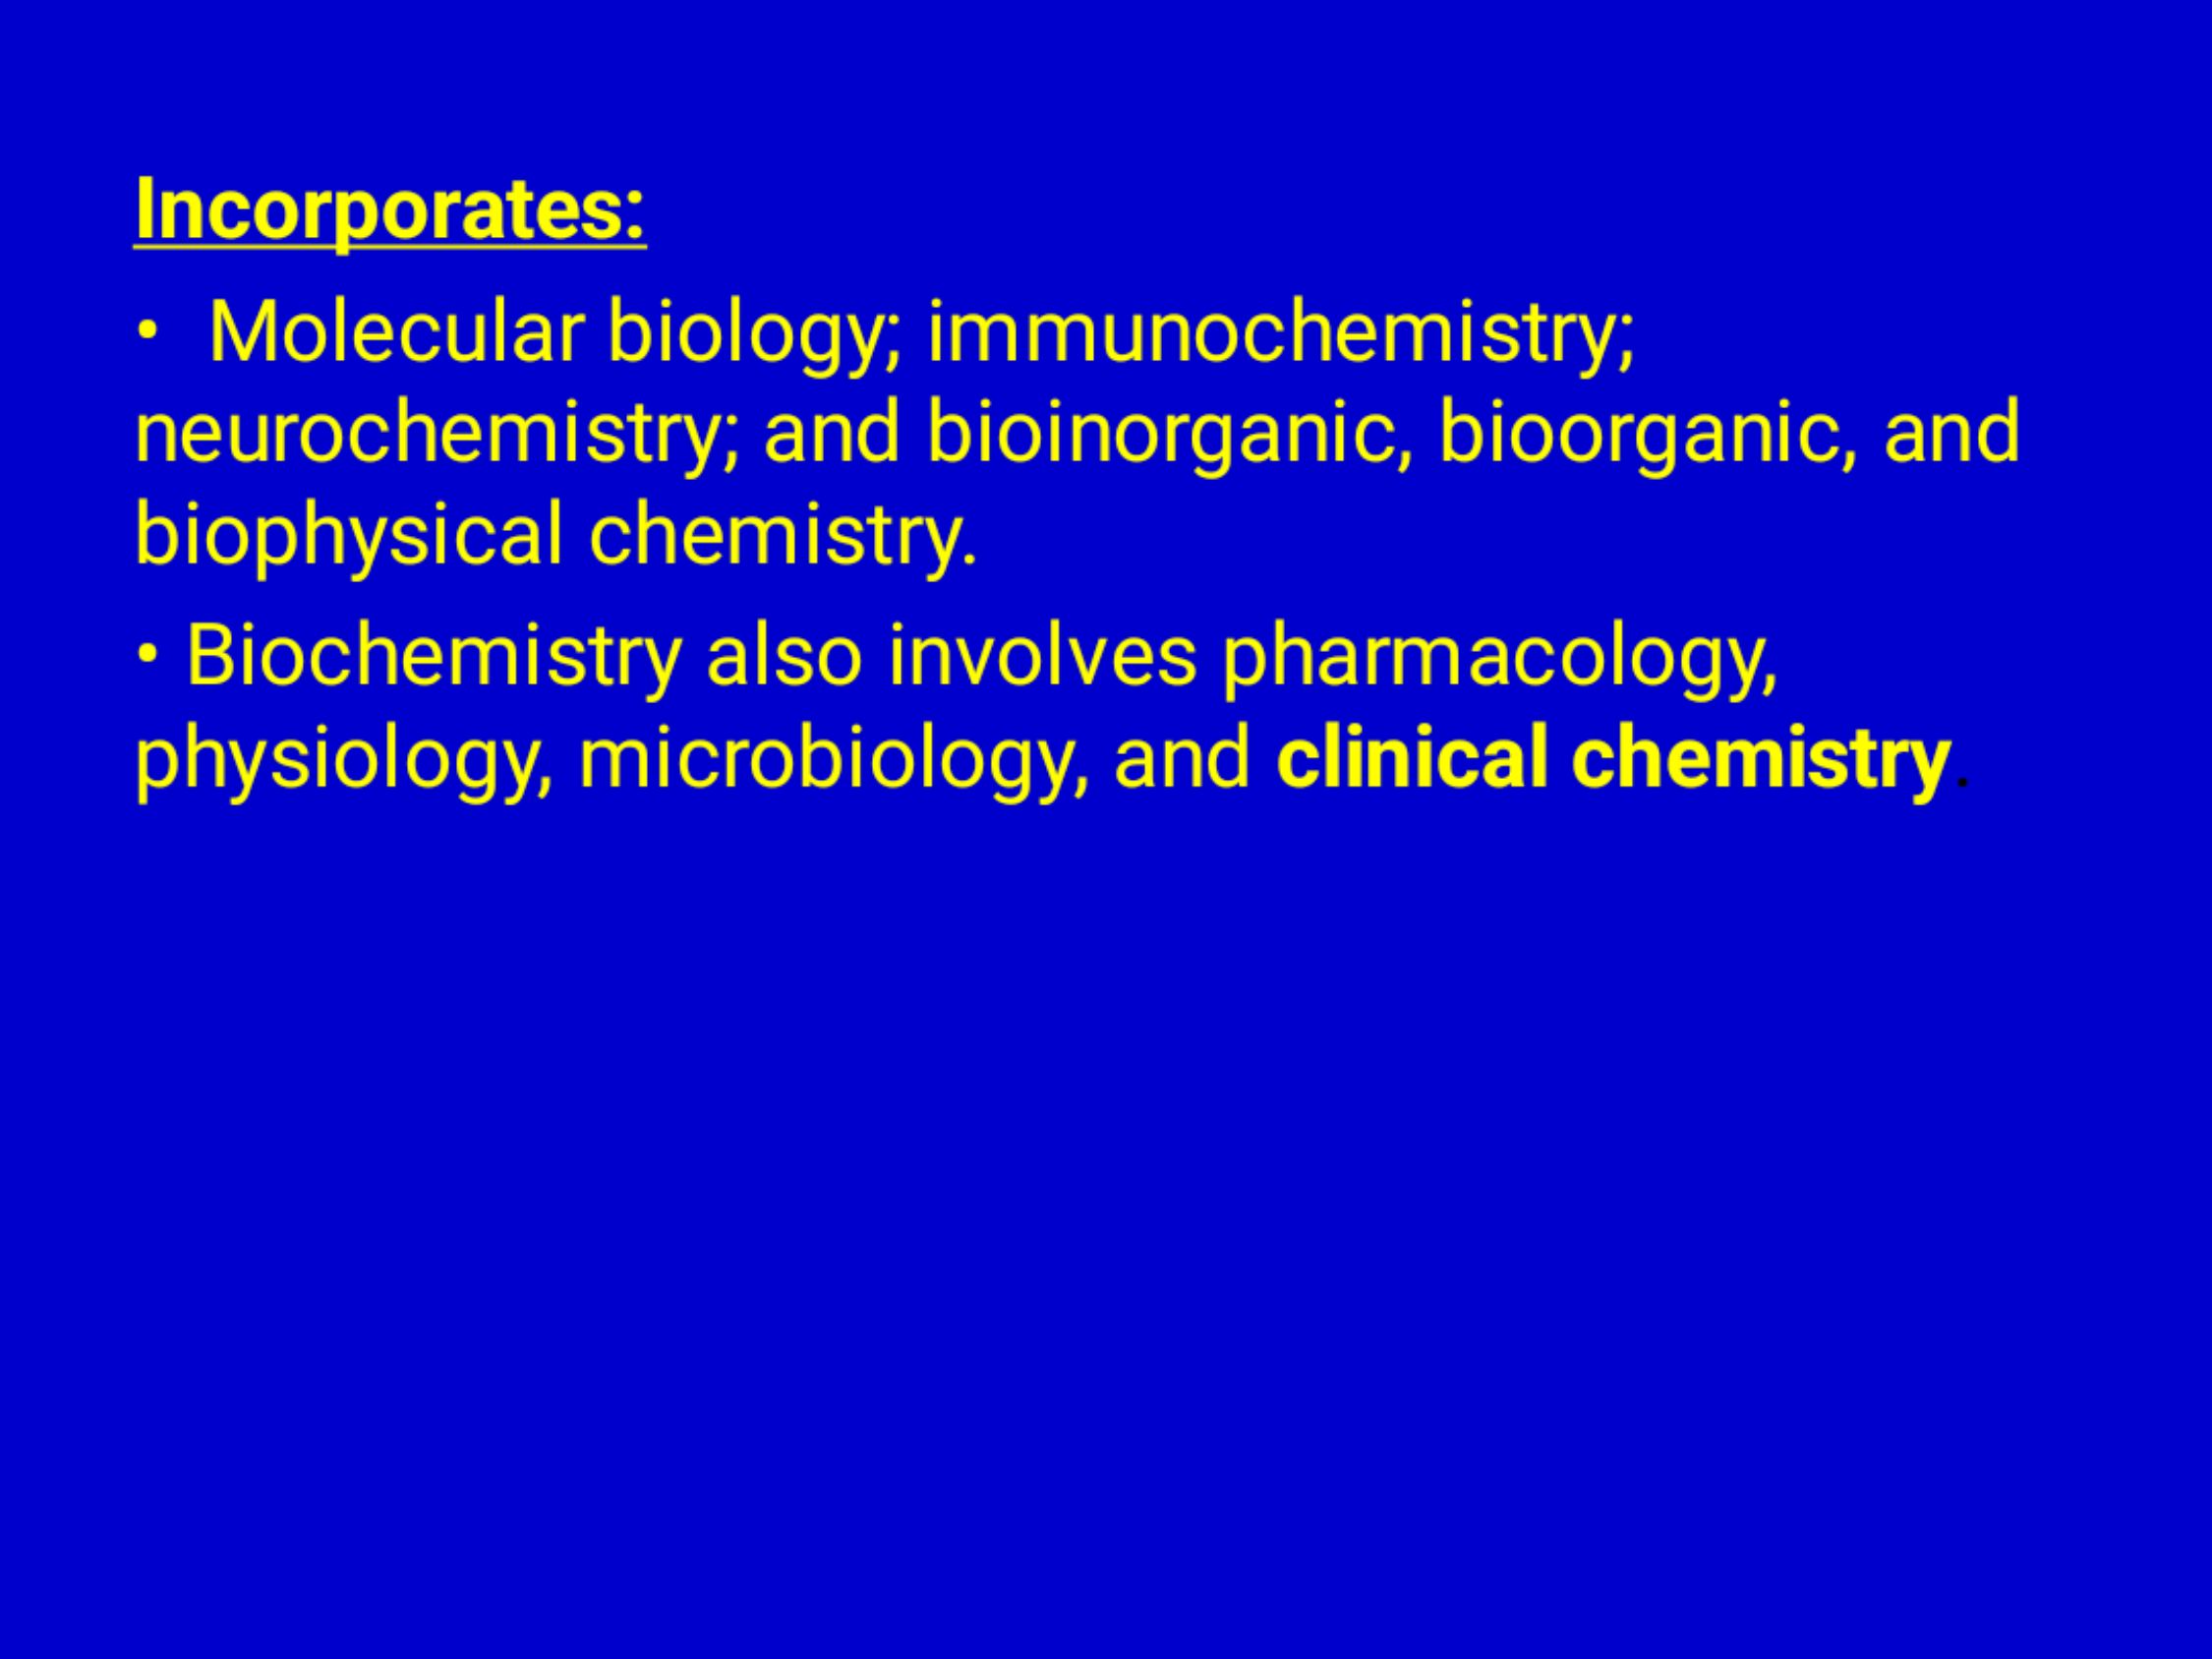 Incorporates:
• Molecular biology; immunochemistry;
neurochemistry; and bioinorganic, bioorganic, and
biophysical chemistry.
• Biochemistry also involves pharmacology,
physiology, microbiology, and clinical chemistry.